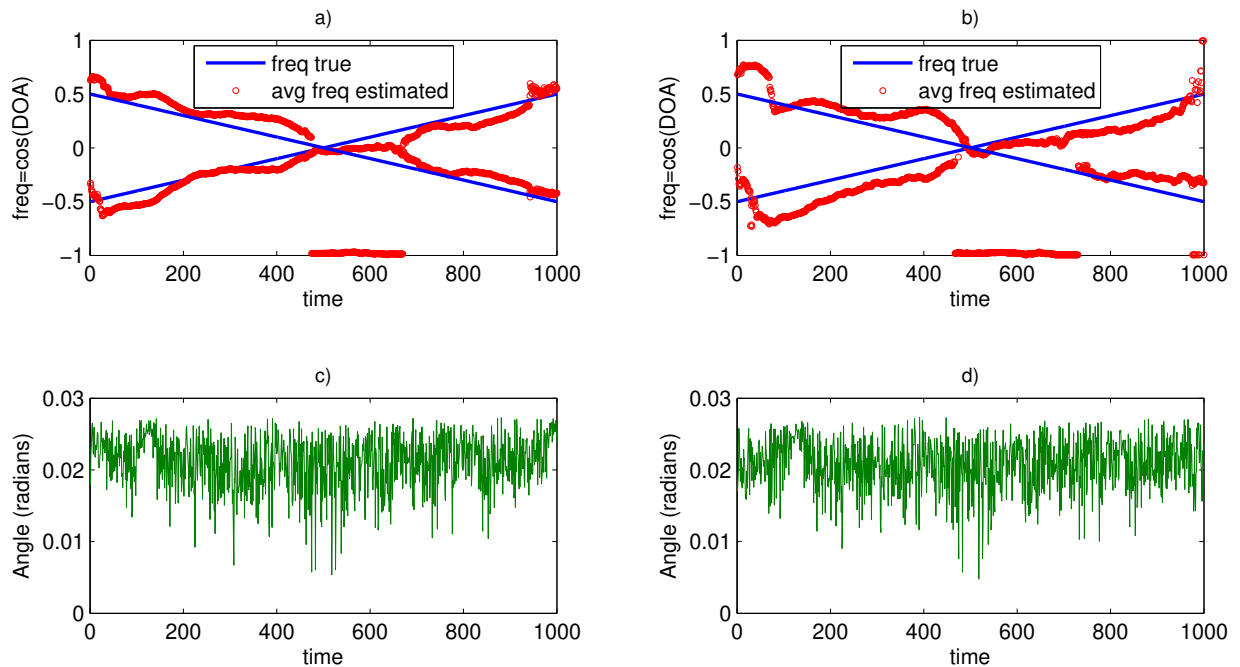 a)
1
0.5
0
−0.5
−1
freq=cos(DOA)
freq true
avg freq estimated
0 200 400 600 800 1000
time
b)
1
0.5
0
−0.5
−1
freq=cos(DOA)
freq true
avg freq estimated
0 200 400 600 800 1000
time
c)
0.03
0.02
0.01
0
Angle (radians)
0 200 400 600 800 1000
time
d)
0.03
0.02
0.01
0
Angle (radians)
0 200 400 600 800 1000
time